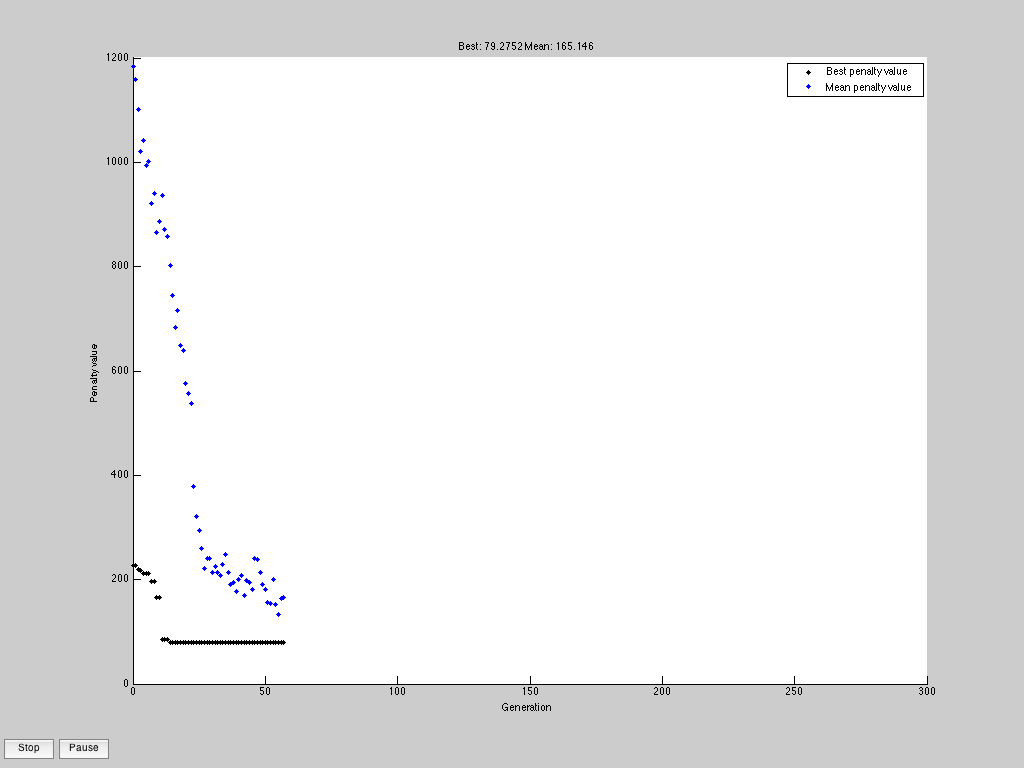 Best: 79.2752 Mean: 165.146
1200
Best penalty value
Mean penalty value
1000
800
600
Penalty value
400
200
0
0 50 100 150 200 250 300
Generation
Stop Pause